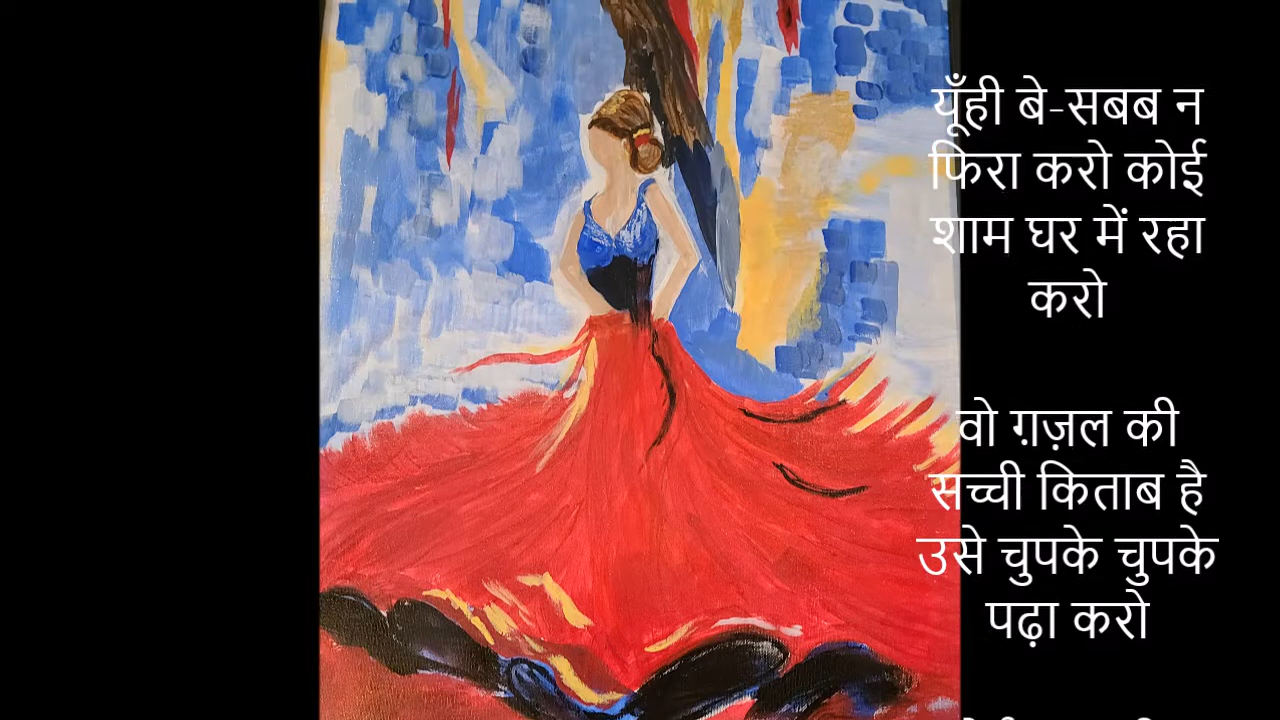 यूँही बे-सबब न
फिरा करो कोई
शाम घर में रहा
करो
वो ग़ज़ल की
सच्ची किताब है
उसे चुपके चुपके
पढ़ा करो